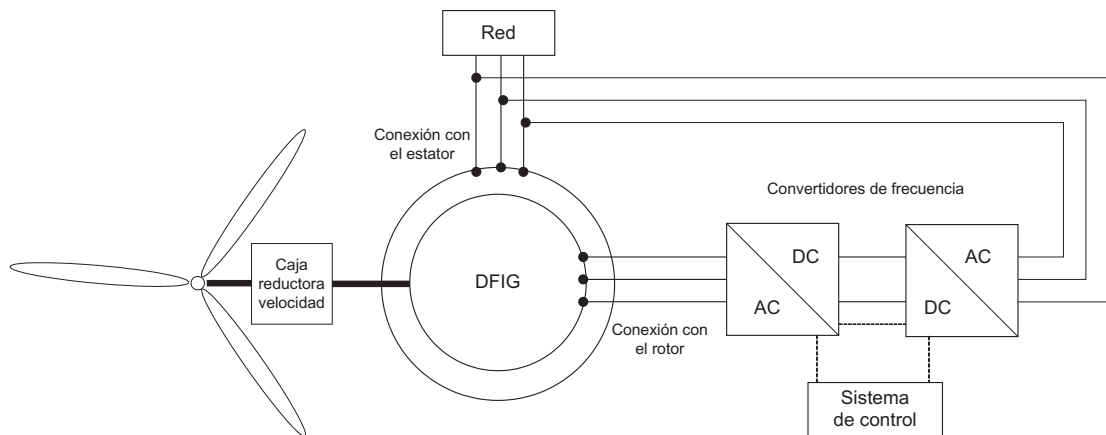 Red
Conexión con
el estator
Convertidores de frecuencia
Caja
reductora
velocidad
DFIG
DC
AC
AC
DC
Conexión con
el rotor
Sistema
de control